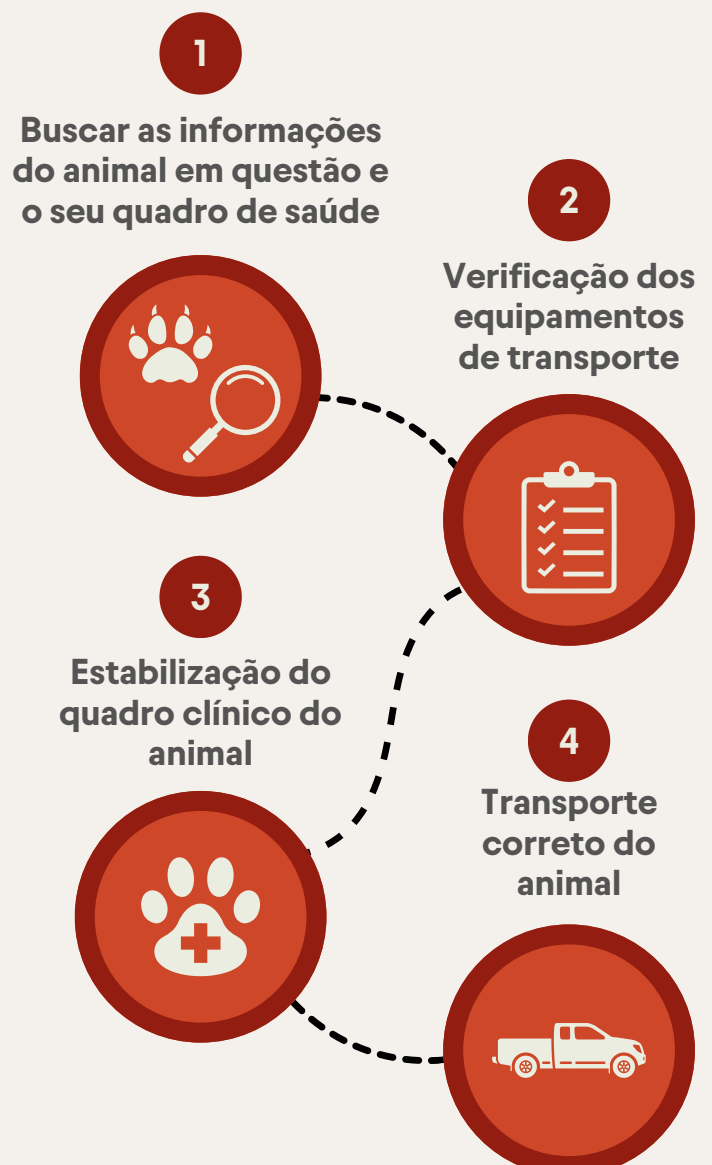 1
Buscar as informações
do animal em questão e
o seu quadro de saúde
2
Verificação dos
equipamentos
de transporte
3
Estabilização do
quadro clínico do
animal
4
Transporte
correto do
animal